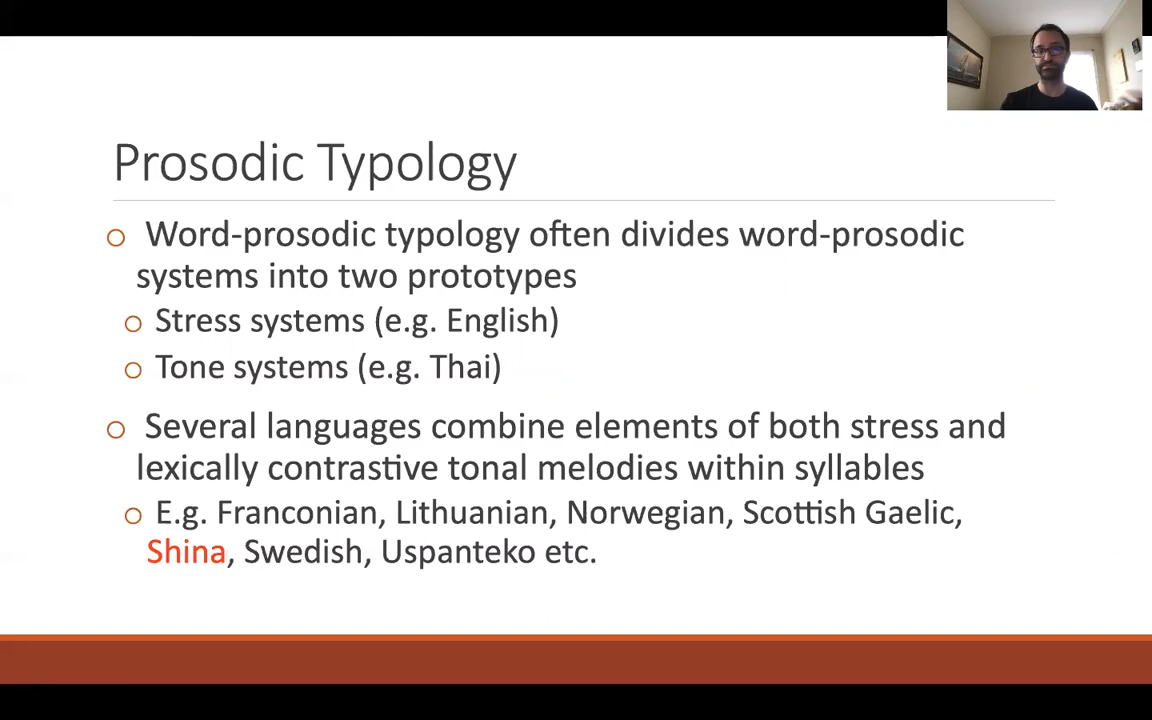 Prosodic Typology
Word-prosodic typology often divides word-prosodic
systems into two prototypes
Stress systems (e.g. English)
Tone systems (e.g. Thai)
Several languages combine elements of both stress and
lexically contrastive tonal melodies within syllables
E.g. Franconian, Lithuanian, Norwegian, Scottish Gaelic,
Shina, Swedish, Uspanteko etc.